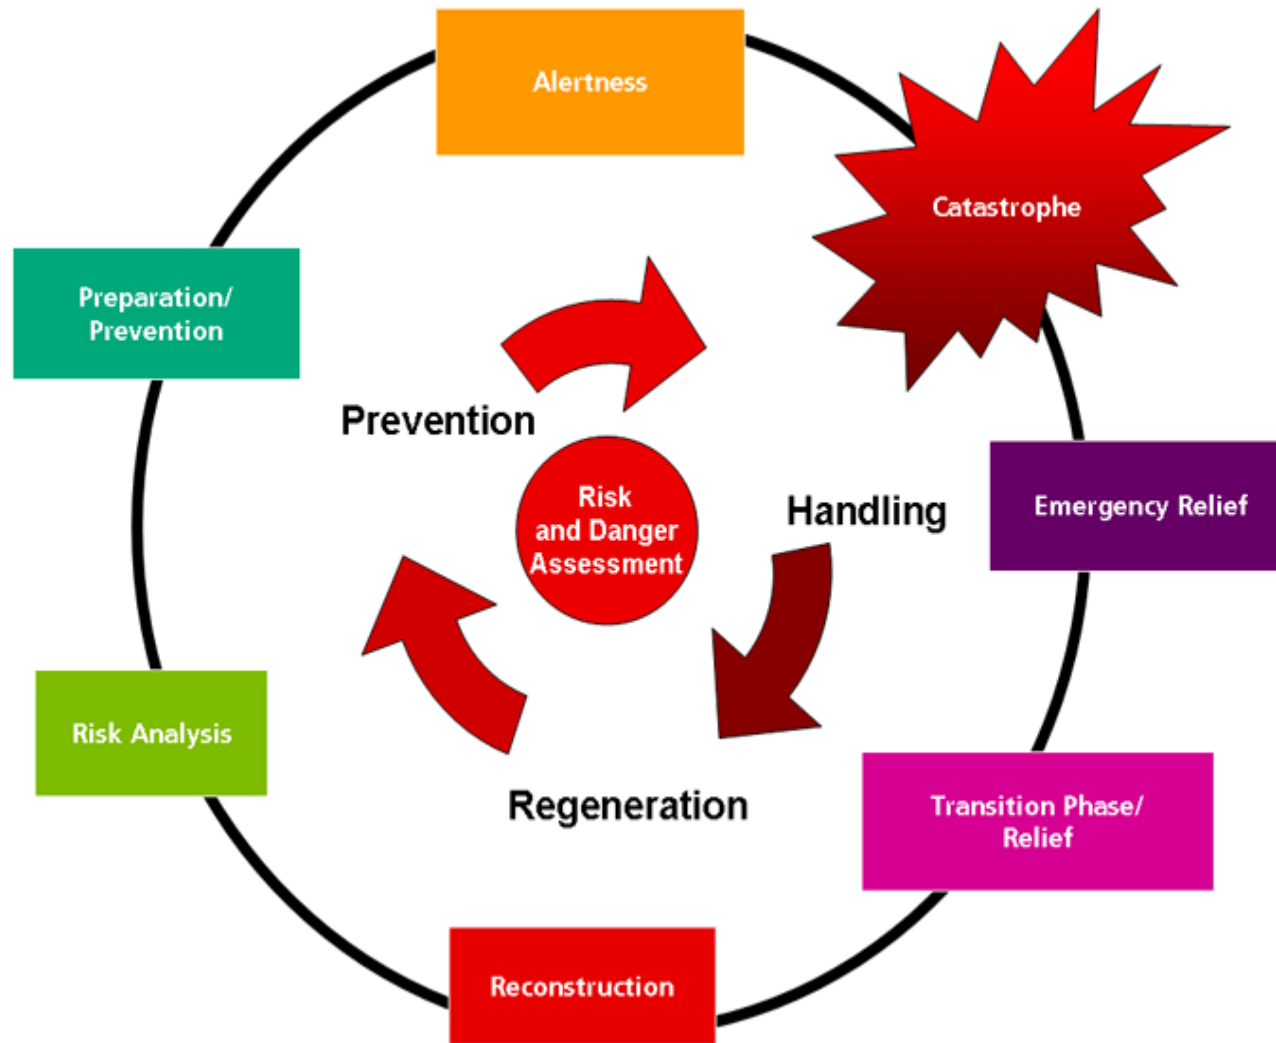 Alertness
Catastrophe
Preparation/
Prevention
Prevention
Risk
and Danger
Assessment
Handling
Emergency Relief
Risk Analysis
Regeneration
Transition Phase/
Relief
Reconstruction